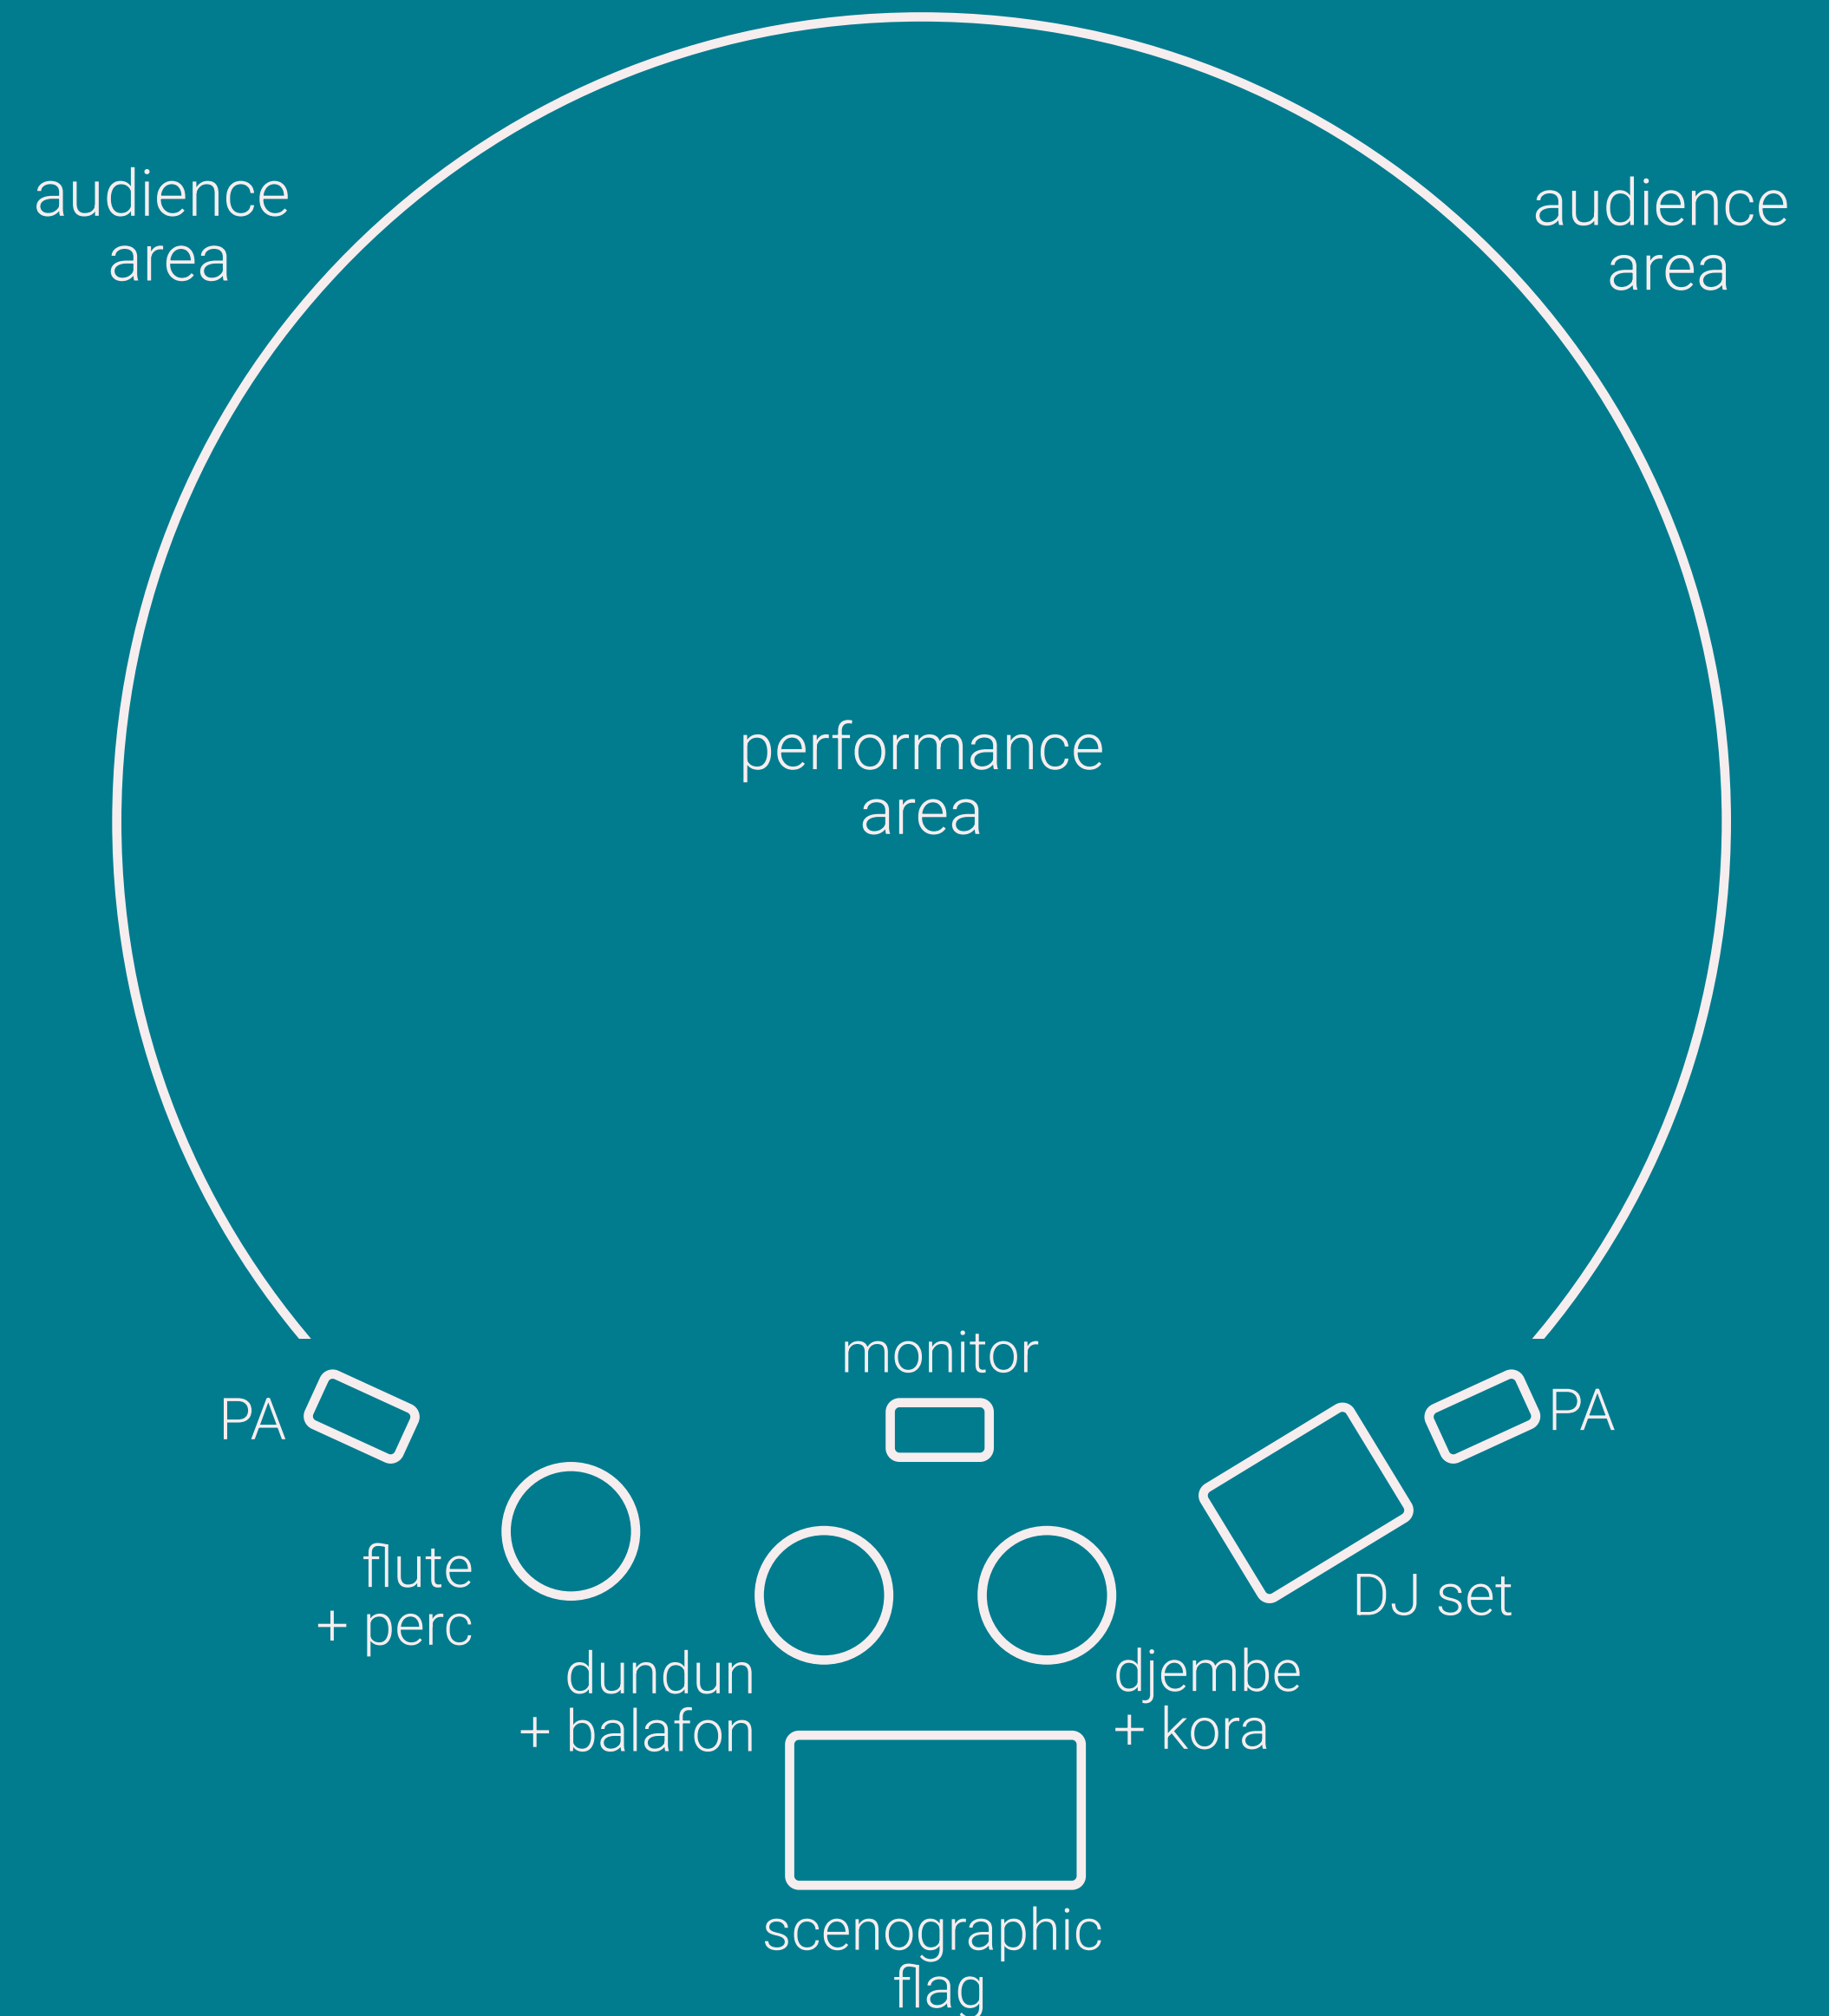 audience
area
audience
area
performance
area
monitor
PA
PA
flute
+ perc
DJ set
dundun
+ balafon
djembe
+ kora
scenographic
flag